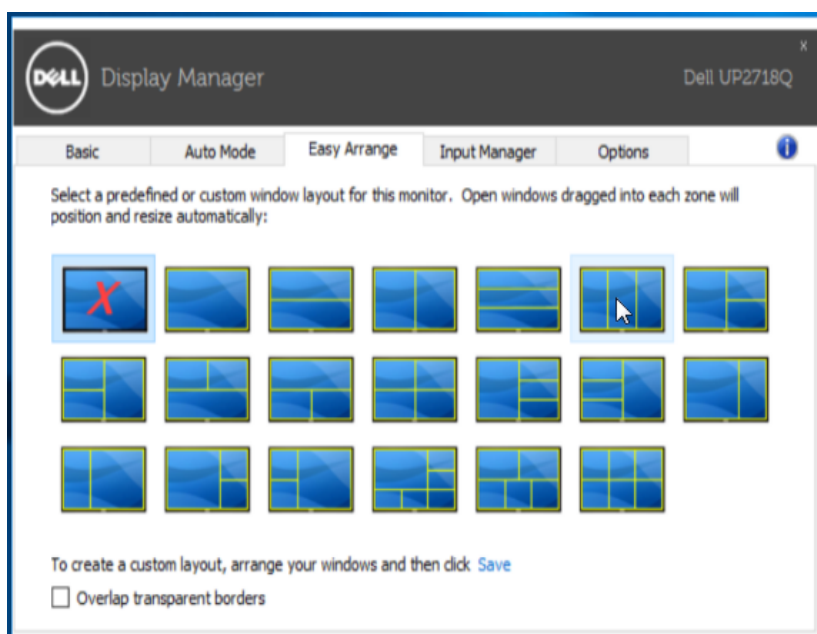 x
DELL Display Manager Dell UP2718Q
Basic Auto Mode Easy Arrange Input Manager Options i
Select a predefined or custom window layout for this monitor. Open windows dragged into each zone will
position and resize automatically:
X
To create a custom layout, arrange your windows and then click Save
Overlap transparent borders